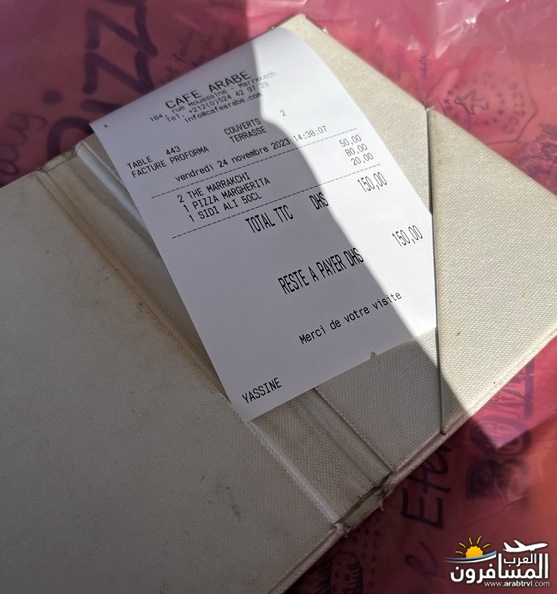 CAFE ARABE
184, rue Mouassine - Marrakech
Tel +212(0)524 42 97 28
info@cafearabe.com
TABLE 443 COUVERTS 2
FACTURE PROFORMA TERRASSE
vendredi 24 novembre 2023 14:38:07
2 THE MARRAKCHI 50,00
1 PIZZA MARGHERITA 80,00
1 SIDI ALI 50CL 20,00
TOTAL TTC DHS 150,00
RESTE A PAYER DHS 150,00
Merci de votre visite
YASSINE
PIZZE
العرب
المسافرون
www.arabtrvl.com